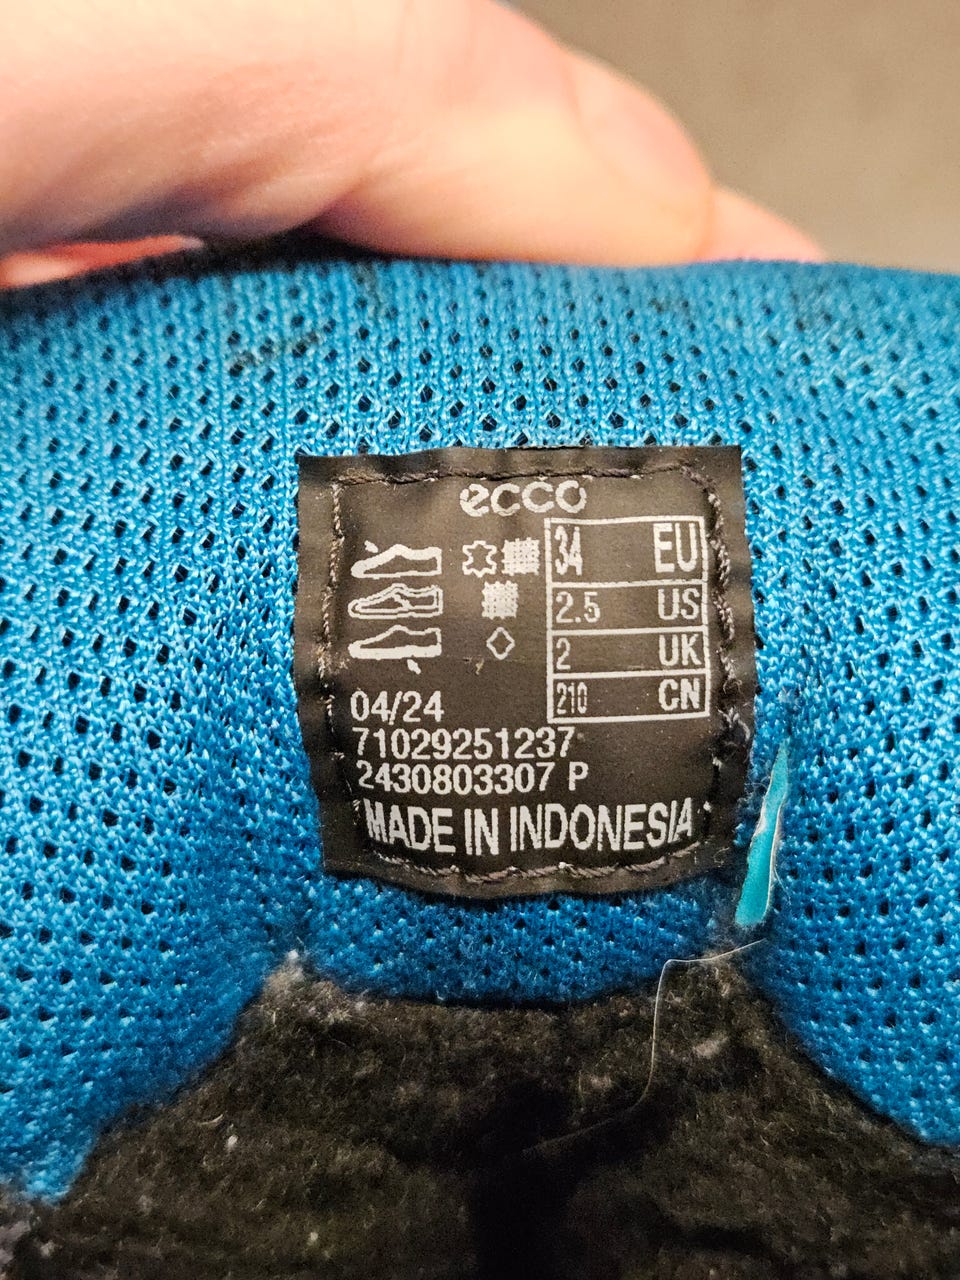 ecco
34 EU
2.5 US
2 UK
210 CN
04/24
71029251237
2430803307 P
MADE IN INDONESIA